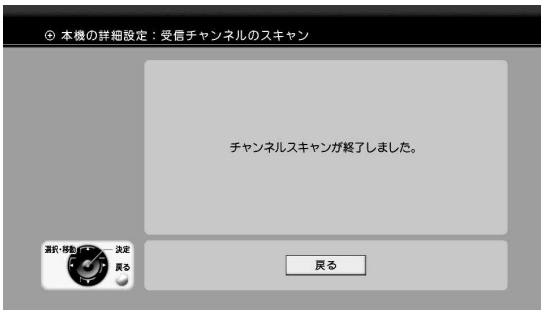 本機の詳細設定：受信チャンネルのスキャン
チャンネルスキャンが終了しました。
選択・移動
決定
戻る
戻る